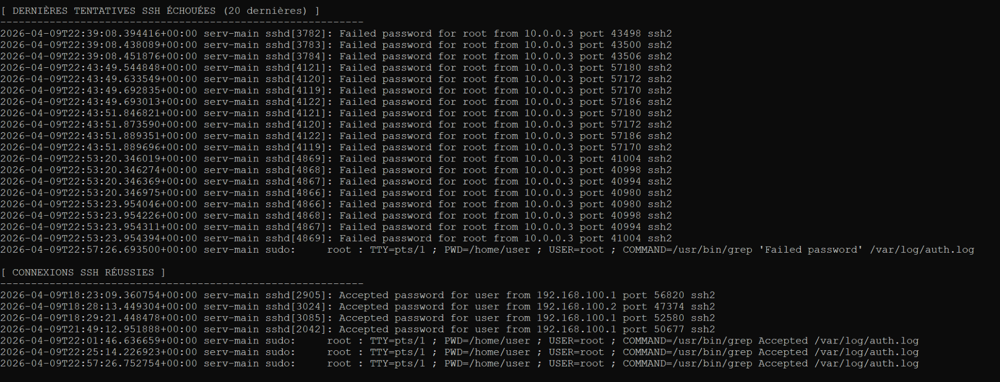 [ DERNIÈRES TENTATIVES SSH ÉCHOUÉES (20 dernières) ]
-----------------------------------------------------------
2026-04-09T22:39:08.394416+00:00 serv-main sshd[3782]: Failed password for root from 10.0.0.3 port 43498 ssh2
2026-04-09T22:39:08.438089+00:00 serv-main sshd[3783]: Failed password for root from 10.0.0.3 port 43500 ssh2
2026-04-09T22:39:08.451876+00:00 serv-main sshd[3784]: Failed password for root from 10.0.0.3 port 43506 ssh2
2026-04-09T22:43:49.544848+00:00 serv-main sshd[4121]: Failed password for root from 10.0.0.3 port 57180 ssh2
2026-04-09T22:43:49.633549+00:00 serv-main sshd[4120]: Failed password for root from 10.0.0.3 port 57172 ssh2
2026-04-09T22:43:49.692835+00:00 serv-main sshd[4119]: Failed password for root from 10.0.0.3 port 57170 ssh2
2026-04-09T22:43:49.693013+00:00 serv-main sshd[4122]: Failed password for root from 10.0.0.3 port 57186 ssh2
2026-04-09T22:43:51.846821+00:00 serv-main sshd[4121]: Failed password for root from 10.0.0.3 port 57180 ssh2
2026-04-09T22:43:51.873590+00:00 serv-main sshd[4120]: Failed password for root from 10.0.0.3 port 57172 ssh2
2026-04-09T22:43:51.889351+00:00 serv-main sshd[4122]: Failed password for root from 10.0.0.3 port 57186 ssh2
2026-04-09T22:43:51.889696+00:00 serv-main sshd[4119]: Failed password for root from 10.0.0.3 port 57170 ssh2
2026-04-09T22:53:20.346019+00:00 serv-main sshd[4869]: Failed password for root from 10.0.0.3 port 41004 ssh2
2026-04-09T22:53:20.346274+00:00 serv-main sshd[4868]: Failed password for root from 10.0.0.3 port 40998 ssh2
2026-04-09T22:53:20.346369+00:00 serv-main sshd[4867]: Failed password for root from 10.0.0.3 port 40994 ssh2
2026-04-09T22:53:20.346975+00:00 serv-main sshd[4866]: Failed password for root from 10.0.0.3 port 40980 ssh2
2026-04-09T22:53:23.954046+00:00 serv-main sshd[4866]: Failed password for root from 10.0.0.3 port 40980 ssh2
2026-04-09T22:53:23.954226+00:00 serv-main sshd[4868]: Failed password for root from 10.0.0.3 port 40998 ssh2
2026-04-09T22:53:23.954311+00:00 serv-main sshd[4867]: Failed password for root from 10.0.0.3 port 40994 ssh2
2026-04-09T22:53:23.954394+00:00 serv-main sshd[4869]: Failed password for root from 10.0.0.3 port 41004 ssh2
2026-04-09T22:57:26.693500+00:00 serv-main sudo:     root : TTY=pts/1 ; PWD=/home/user ; USER=root ; COMMAND=/usr/bin/grep 'Failed password' /var/log/auth.log

[ CONNEXIONS SSH RÉUSSIES ]
-----------------------------------------------------------
2026-04-09T18:23:09.360754+00:00 serv-main sshd[2905]: Accepted password for user from 192.168.100.1 port 56820 ssh2
2026-04-09T18:28:13.449304+00:00 serv-main sshd[3024]: Accepted password for user from 192.168.100.2 port 47374 ssh2
2026-04-09T18:29:21.448478+00:00 serv-main sshd[3085]: Accepted password for user from 192.168.100.1 port 52580 ssh2
2026-04-09T21:49:12.951888+00:00 serv-main sshd[2042]: Accepted password for user from 192.168.100.1 port 50677 ssh2
2026-04-09T22:01:46.636659+00:00 serv-main sudo:     root : TTY=pts/1 ; PWD=/home/user ; USER=root ; COMMAND=/usr/bin/grep Accepted /var/log/auth.log
2026-04-09T22:25:14.226923+00:00 serv-main sudo:     root : TTY=pts/1 ; PWD=/home/user ; USER=root ; COMMAND=/usr/bin/grep Accepted /var/log/auth.log
2026-04-09T22:57:26.752754+00:00 serv-main sudo:     root : TTY=pts/1 ; PWD=/home/user ; USER=root ; COMMAND=/usr/bin/grep Accepted /var/log/auth.log